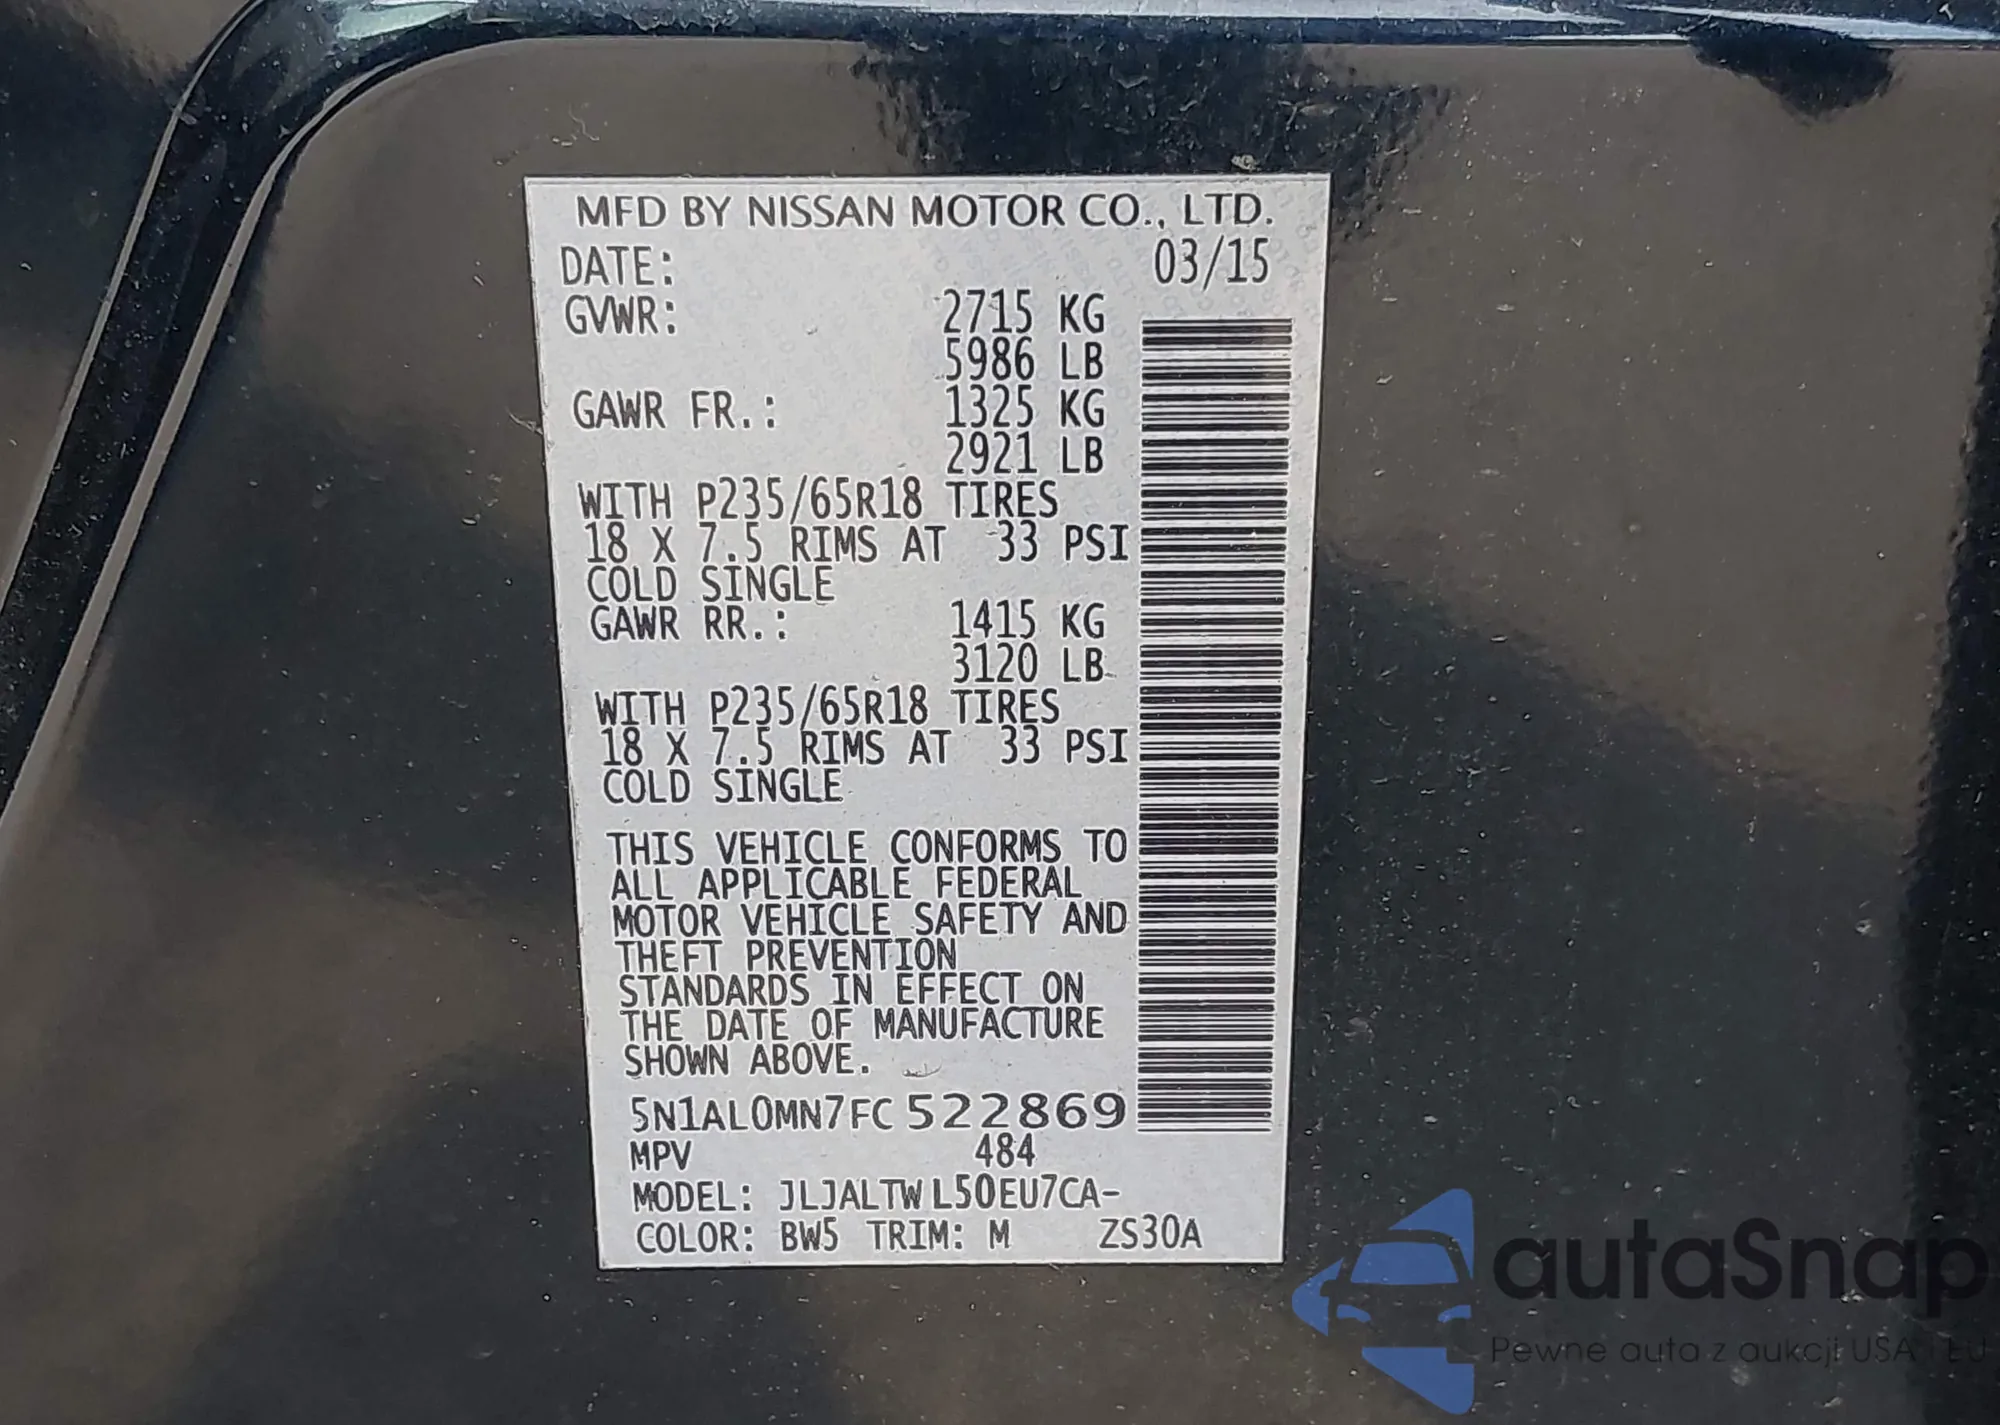 MFD BY NISSAN MOTOR CO., LTD.
DATE: 03/15
GVWR: 2715 KG
5986 LB
GAWR FR.: 1325 KG
2921 LB
WITH P235/65R18 TIRES
18 X 7.5 RIMS AT 33 PSI
COLD SINGLE
GAWR RR.: 1415 KG
3120 LB
WITH P235/65R18 TIRES
18 X 7.5 RIMS AT 33 PSI
COLD SINGLE
THIS VEHICLE CONFORMS TO
ALL APPLICABLE FEDERAL
MOTOR VEHICLE SAFETY AND
THEFT PREVENTION
STANDARDS IN EFFECT ON
THE DATE OF MANUFACTURE
SHOWN ABOVE.
5N1AL0MN7FC522869
MPV 484
MODEL: JLJALTWL50EU7CA-
COLOR: BW5 TRIM: M ZS30A
autaSnap
Pewne auta z aukcji USA i EU